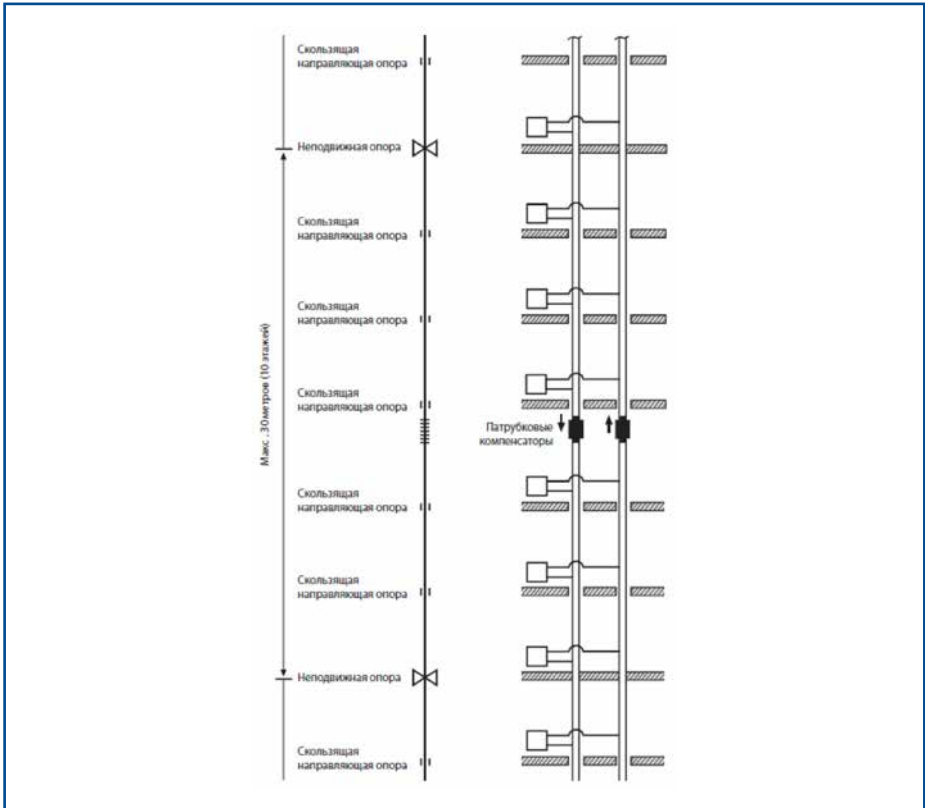 Скользящая
направляющая опора
Неподвижная опора
Скользящая
направляющая опора
Скользящая
направляющая опора
Макс . 30 метров (10 этажей)
Скользящая
направляющая опора
Патрубковые
компенсаторы
Скользящая
направляющая опора
Скользящая
направляющая опора
Неподвижная опора
Скользящая
направляющая опора